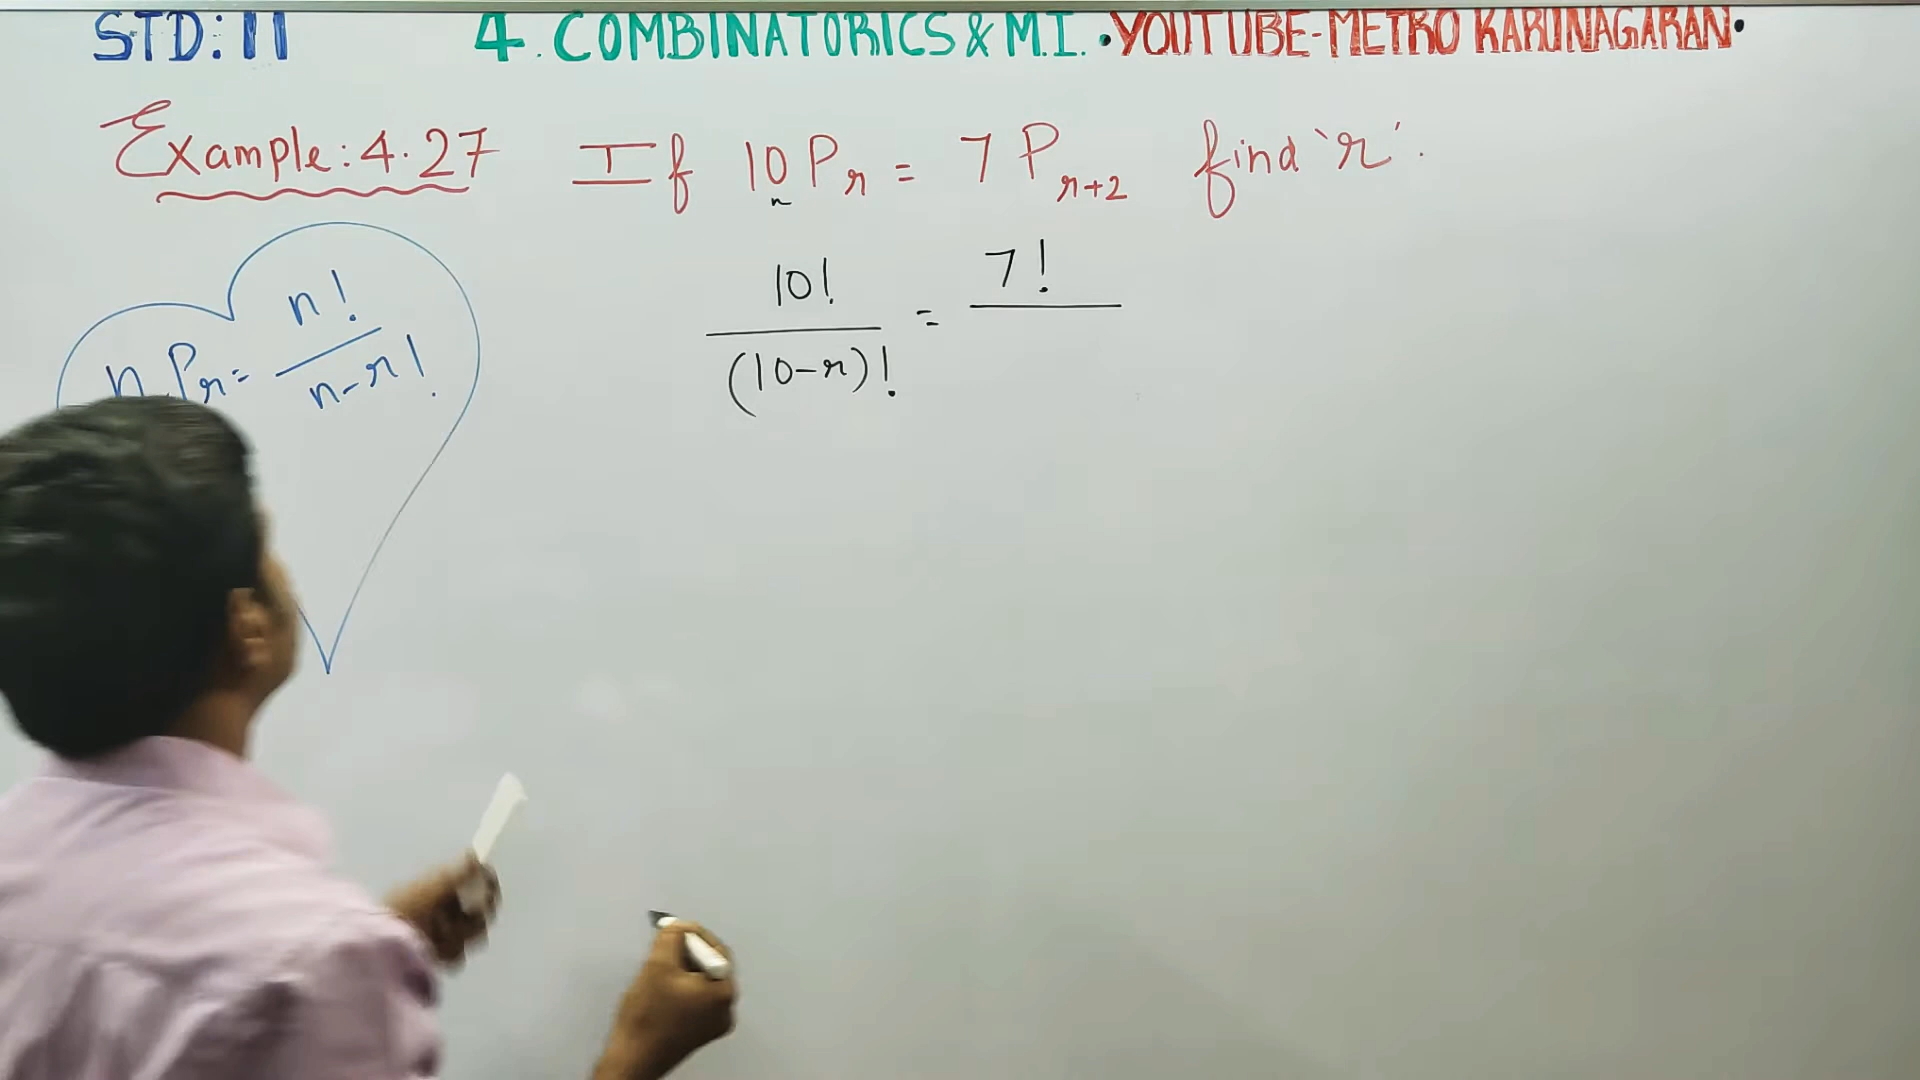 STD: 11 4. COMBINATORICS & M.I. • YOUTUBE-METRO KARUNAGARAN •
Example: 4.27 If 10Pr = 7Pr+2 find 'r'.
n
10! / (10-r)! = 7!
nPr = n! / n-r!